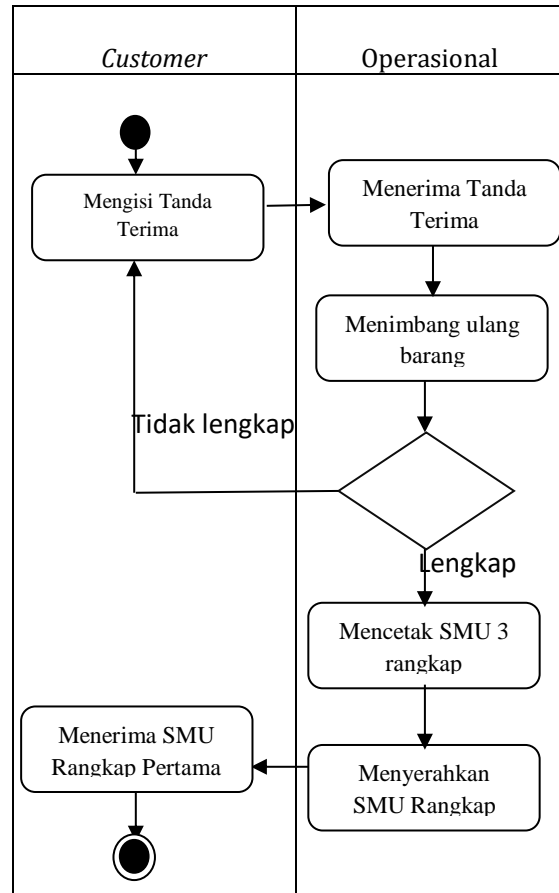 Customer
Operasional
Mengisi Tanda
Terima
Menerima Tanda
Terima
Menimbang ulang
barang
Tidak lengkap
Lengkap
Mencetak SMU 3
rangkap
Menyerahkan
SMU Rangkap
Menerima SMU
Rangkap Pertama